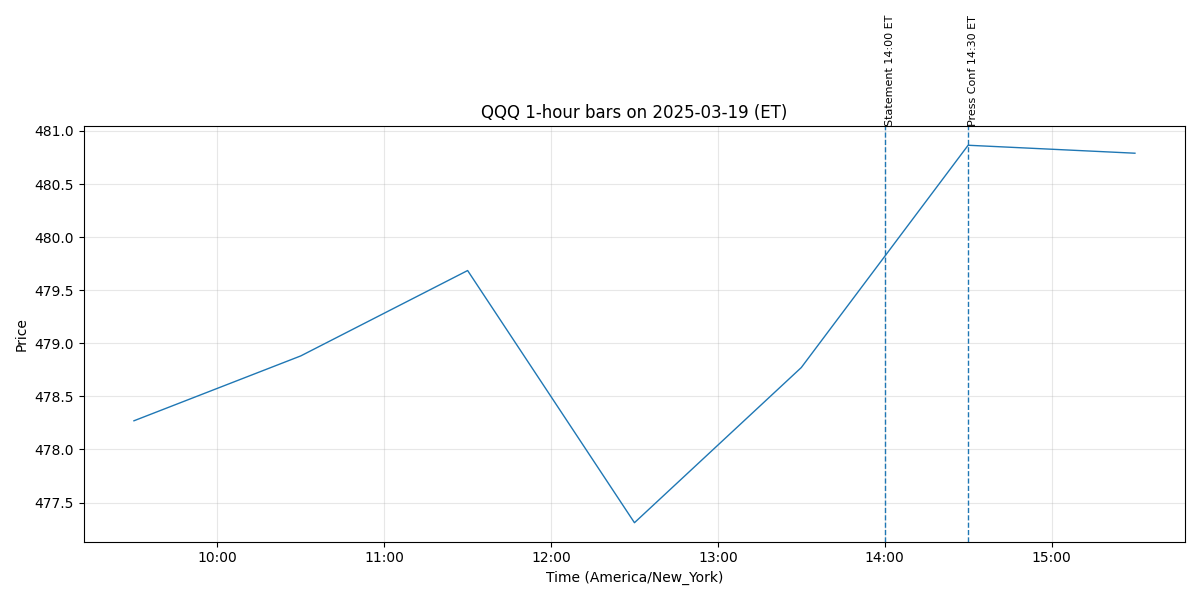 Statement 14:00 ET
Press Conf 14:30 ET
QQQ 1-hour bars on 2025-03-19 (ET)
481.0
480.5
480.0
479.5
479.0
478.5
478.0
477.5
Price
10:00
11:00
12:00
13:00
14:00
15:00
Time (America/New_York)